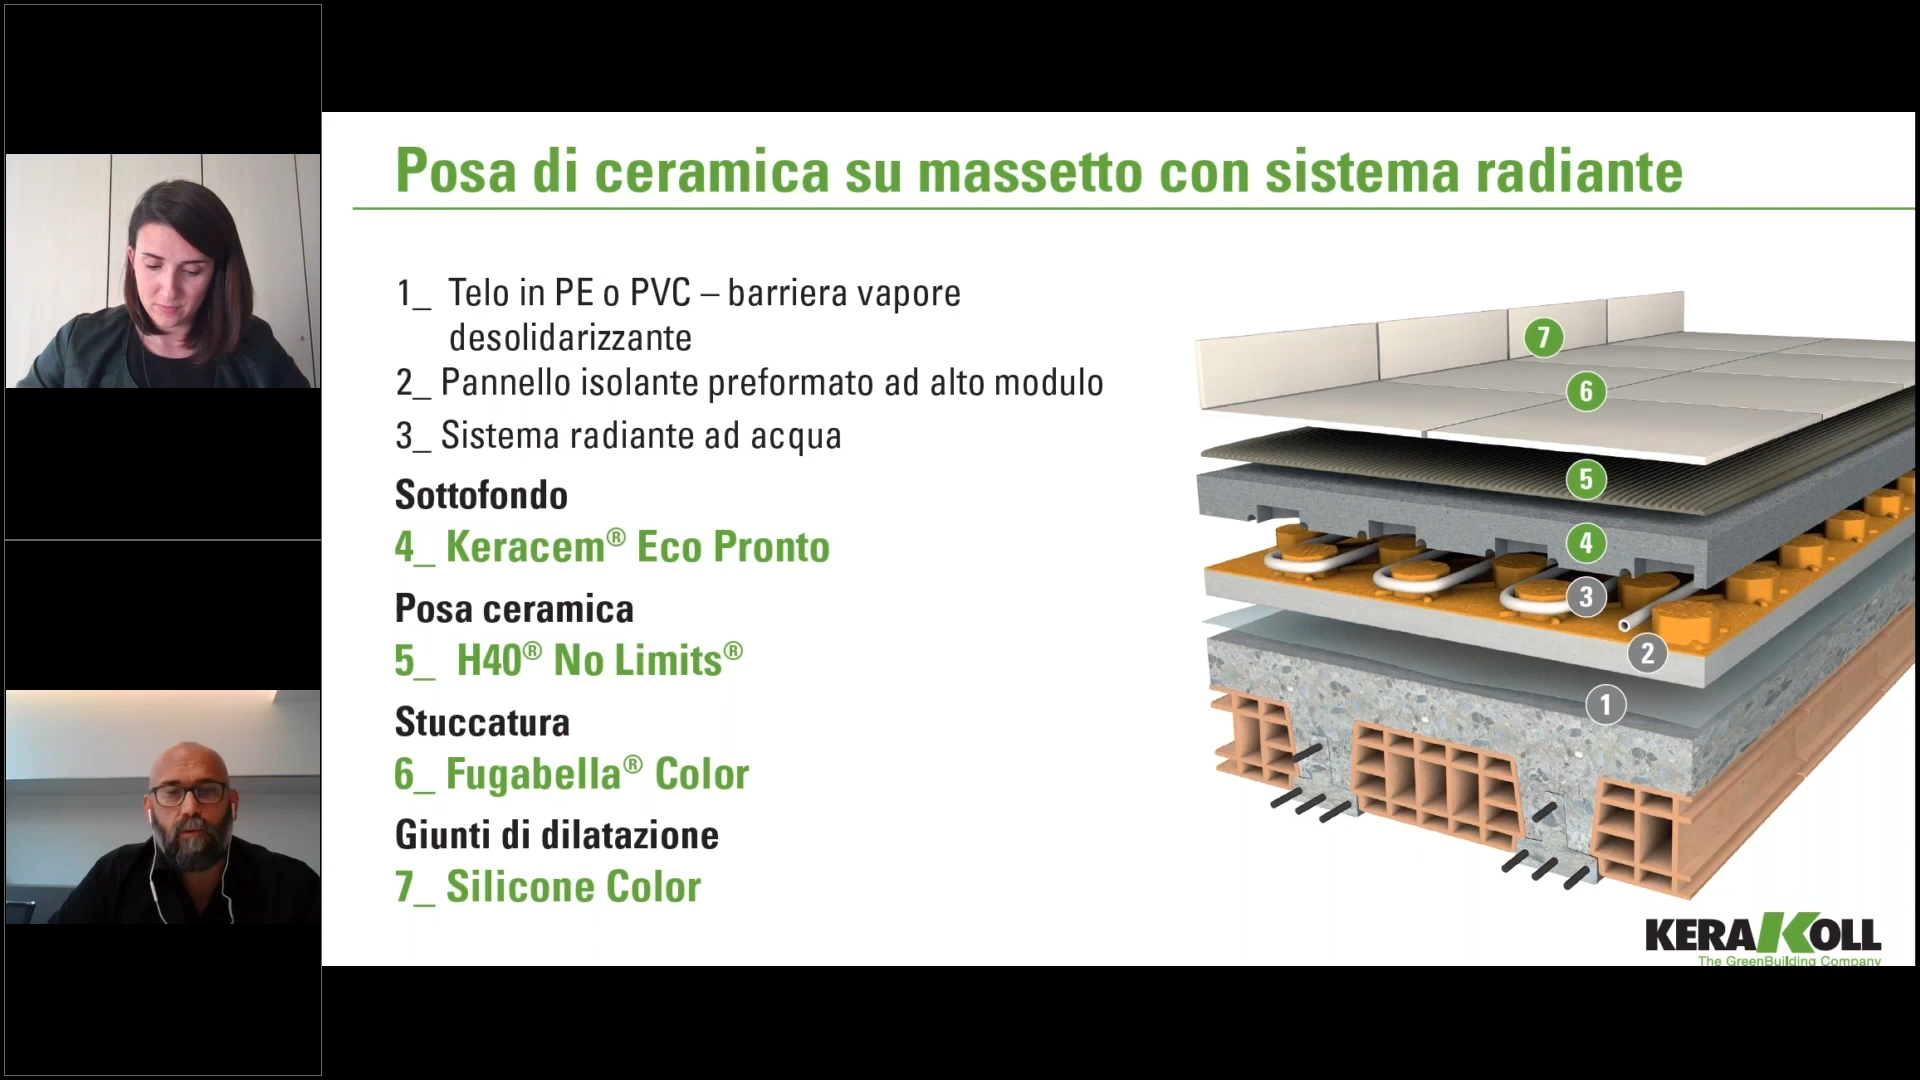 Posa di ceramica su massetto con sistema radiante
1_ Telo in PE o PVC – barriera vapore
desolidarizzante
2_ Pannello isolante preformato ad alto modulo
3_ Sistema radiante ad acqua
Sottofondo
4_ Keracem® Eco Pronto
Posa ceramica
5_ H40® No Limits®
Stuccatura
6_ Fugabella® Color
Giunti di dilatazione
7_ Silicone Color
7
6
5
4
3
2
1
KERAKOLL
The GreenBuilding Company